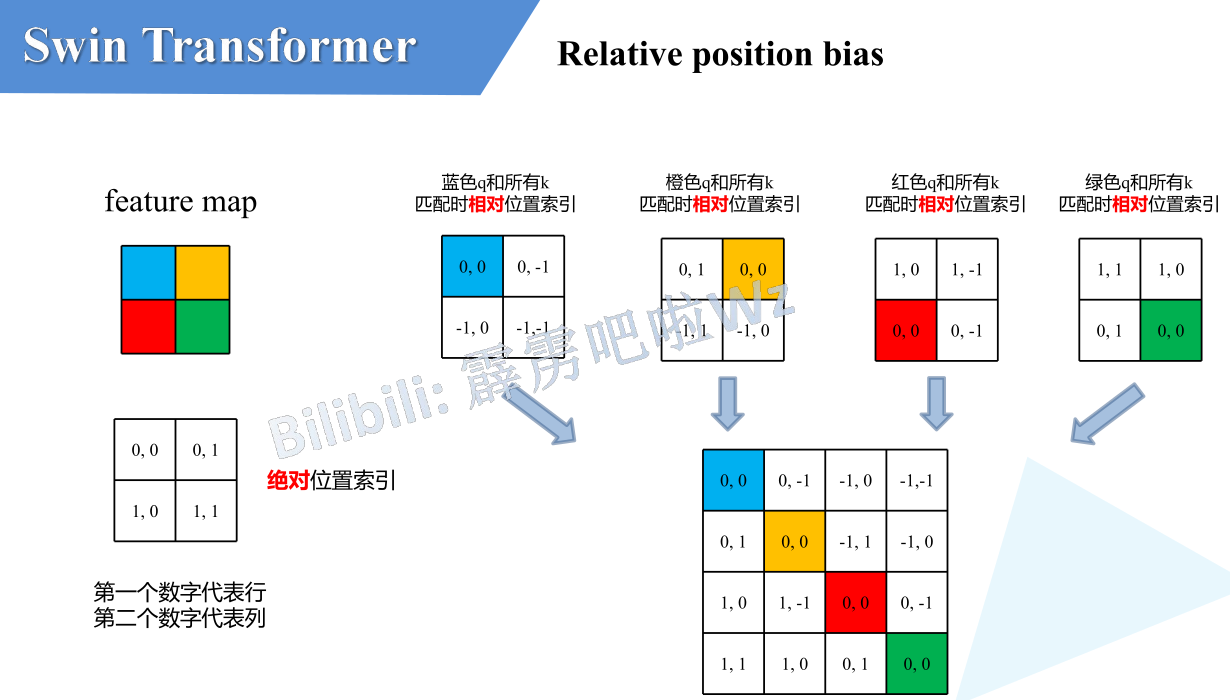 Swin Transformer
Relative position bias
feature map
蓝色q和所有k
匹配时相对位置索引
橙色q和所有k
匹配时相对位置索引
红色q和所有k
匹配时相对位置索引
绿色q和所有k
匹配时相对位置索引
0, 0 0, -1
-1, 0 -1,-1
0, 1 0, 0
-1, 1 -1, 0
1, 0 1, -1
0, 0 0, -1
1, 1 1, 0
0, 1 0, 0
Bilibili: 霹雳吧啦Wz
0, 0 0, 1
1, 0 1, 1
绝对位置索引
第一个数字代表行
第二个数字代表列
0, 0 0, -1 -1, 0 -1,-1
0, 1 0, 0 -1, 1 -1, 0
1, 0 1, -1 0, 0 0, -1
1, 1 1, 0 0, 1 0, 0